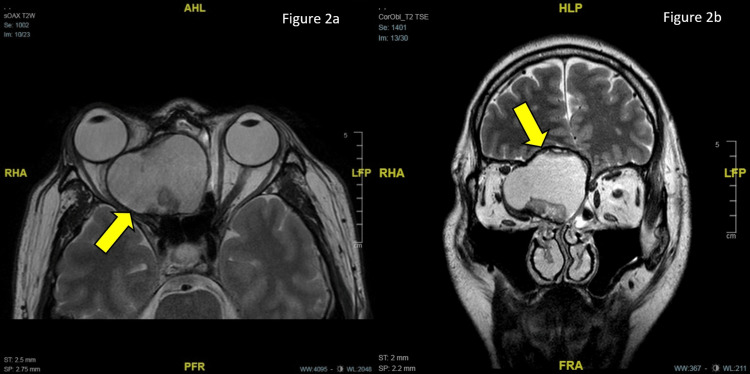 AHL
Figure 2a
sOAX T2W
Se: 1002
Im: 10/23
5
RHA
LFP
cm
ST: 2.5 mm
SP: 2.75 mm
PFR
WW:4095
WL:2048
HLP
Figure 2b
CorObl_T2 TSE
Se: 1401
Im: 13/30
5
RHA
LFP
cm
ST: 2 mm
SP: 2.2 mm
FRA
WW:367
WL:211